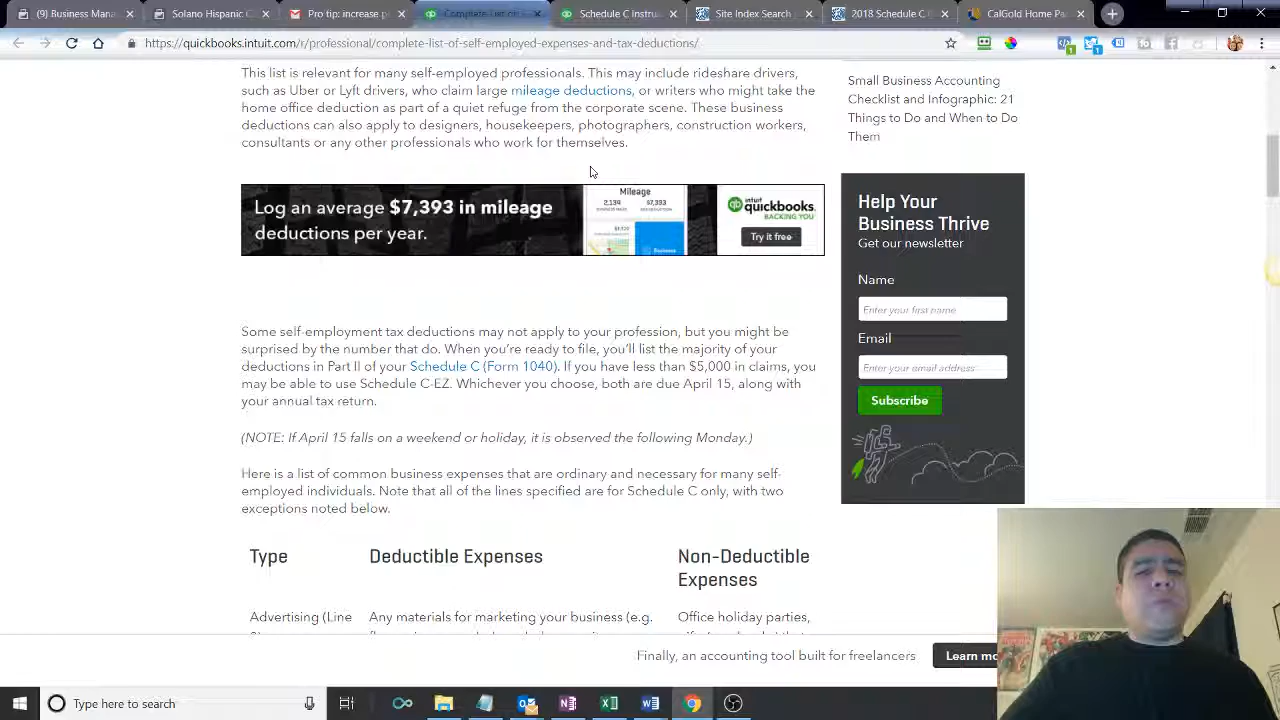 (9) Business Mana
Solano Hispanic C
Pro tip: increase p
Complete List of S
Schedule C Instru
Site Index Search
2018 Schedule C
CalGold Home Pa
https://quickbooks.intuit.com/r/professional/complete-list-of-self-employed-expenses-and-tax-deductions/
This list is relevant for many self-employed professionals. This may include rideshare drivers,
such as Uber or Lyft drivers, who claim large mileage deductions, or writers who might take the
home office deduction as part of a quiet refuge from the corporate scene. These business
deductions can also apply to designers, housekeepers, photographers, construction workers,
consultants or any other professionals who work for themselves.
Log an average $7,393 in mileage
deductions per year.
Mileage
2,139 $7,393
Business
intuit
quickbooks.
BACKING YOU
Try it free
Some self-employment tax deductions may not apply to your profession, but you might be
surprised by the number that do. When you're ready to file, you'll list the majority of your
deductions in Part II of your Schedule C (Form 1040). If you have less than $5,000 in claims, you
may be able to use Schedule C-EZ. Whichever you choose, both are due April 15, along with
your annual tax return.
(NOTE: If April 15 falls on a weekend or holiday, it is observed the following Monday.)
Here is a list of common business expenses that are ordinary and necessary for many self-
employed individuals. Note that all of the lines specified are for Schedule C only, with two
exceptions noted below.
Type Deductible Expenses Non-Deductible
Expenses
Advertising (Line Any materials for marketing your business (e.g. Office holiday parties,
Small Business Accounting
Checklist and Infographic: 21
Things to Do and When to Do
Them
Help Your
Business Thrive
Get our newsletter
Name
Enter your first name
Email
Enter your email address
Subscribe
Finally, an accounting tool built for freelancers
Learn mo
Type here to search